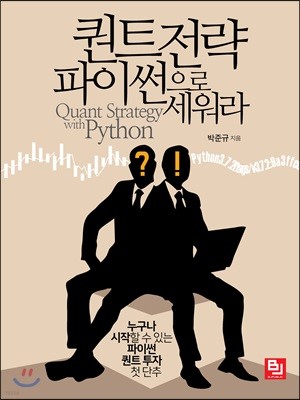 퀀트 전략
파이썬으로
세워라
Quant Strategy
with Python
박준규 지음
? !
누구나
시작할 수 있는
파이썬
퀀트 투자
첫 단추
BJ